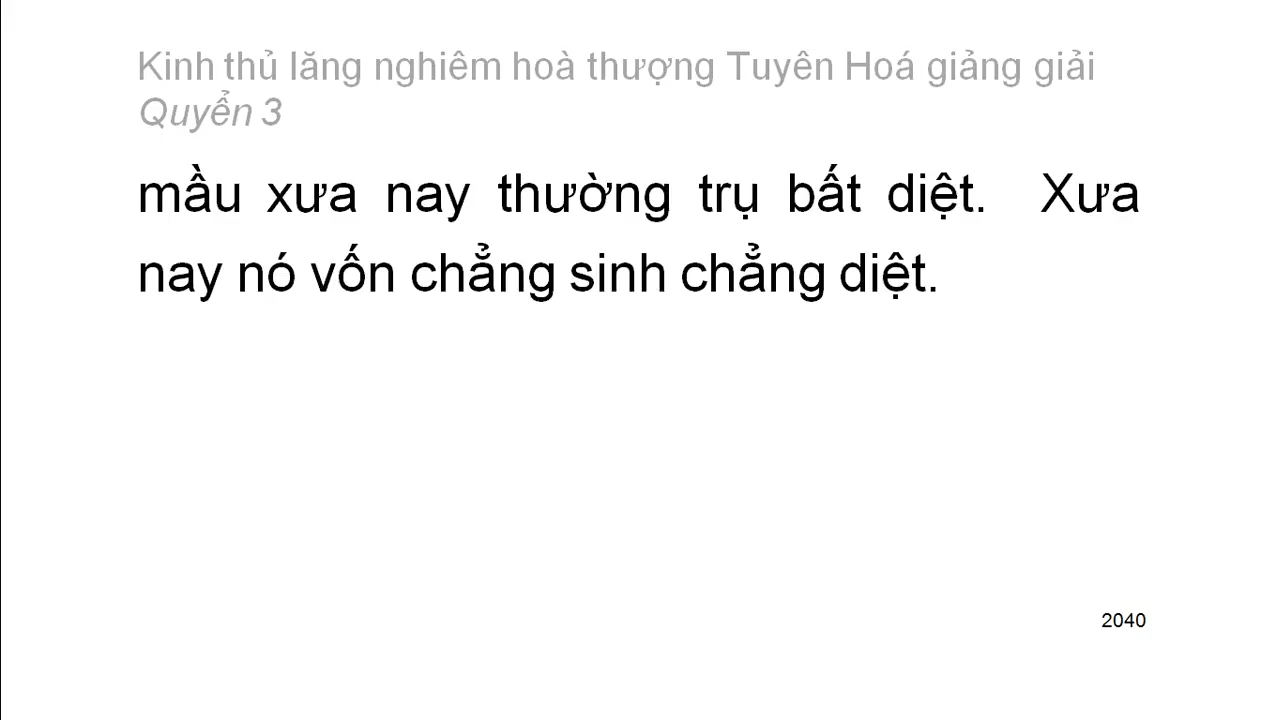 Kinh thủ lăng nghiêm hoà thượng Tuyên Hoá giảng giải
Quyển 3
mầu xưa nay thường trụ bất diệt. Xưa
nay nó vốn chẳng sinh chẳng diệt.
2040